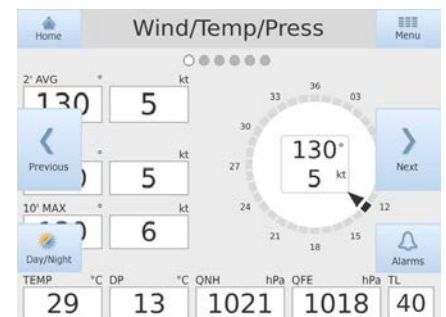 Home
Wind/Temp/Press
Menu
2' AVG ° kt
130 5
Previous
° kt
5
10' MAX ° kt
6
Day/Night
36
33 03
30
27
24
21
18
15
12
130°
5 kt
Next
Alarms
TEMP °C DP °C QNH hPa QFE hPa TL
29 13 1021 1018 40